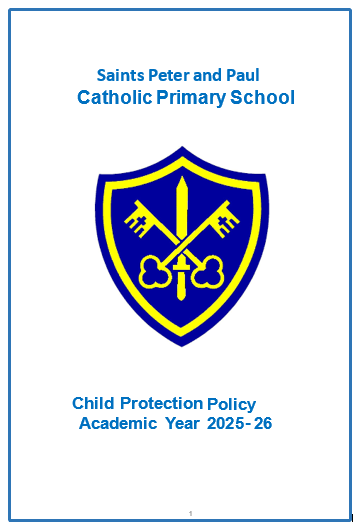 Saints Peter and Paul
Catholic Primary School
Child Protection Policy
Academic Year 2025-26
1